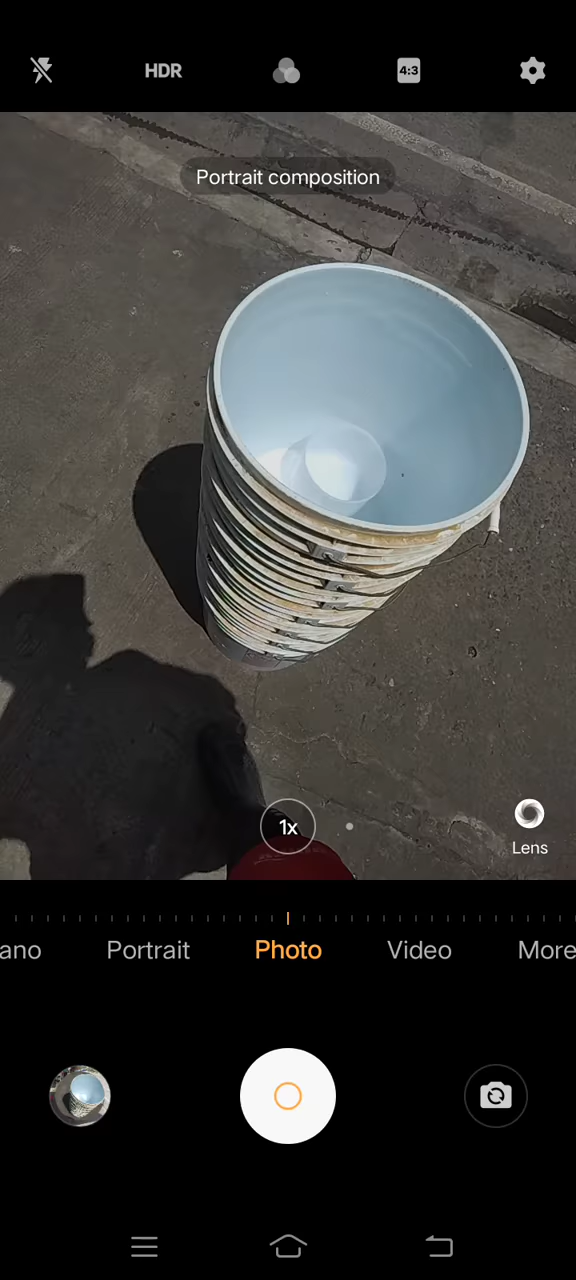 HDR
4:3
Portrait composition
1x
Lens
ano
Portrait
Photo
Video
More